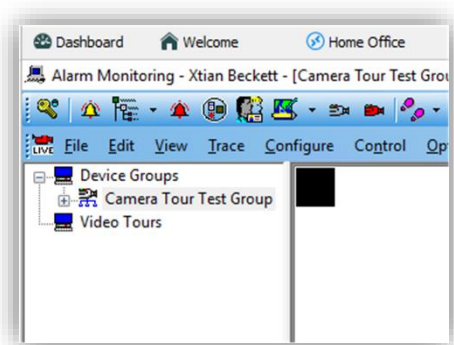 Dashboard Welcome Home Office
Alarm Monitoring - Xtian Beckett - [Camera Tour Test Grou
LIVE File Edit View Trace Configure Control Op
Device Groups
Camera Tour Test Group
Video Tours